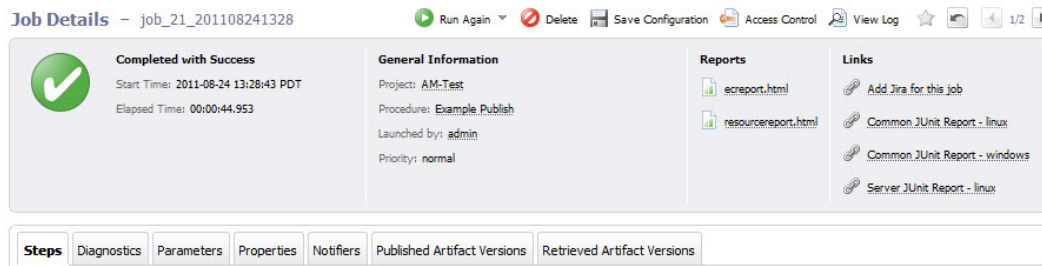 Job Details – job_21_201108241328
Run Again Delete Save Configuration Access Control View Log 1/2
Completed with Success
Start Time: 2011-08-24 13:28:43 PDT
Elapsed Time: 00:00:44.953
General Information
Project: AM-Test
Procedure: Example Publish
Launched by: admin
Priority: normal
Reports
ecreport.html
resourcereport.html
Links
Add Jira for this job
Common JUnit Report - linux
Common JUnit Report - windows
Server JUnit Report - linux
Steps Diagnostics Parameters Properties Notifiers Published Artifact Versions Retrieved Artifact Versions